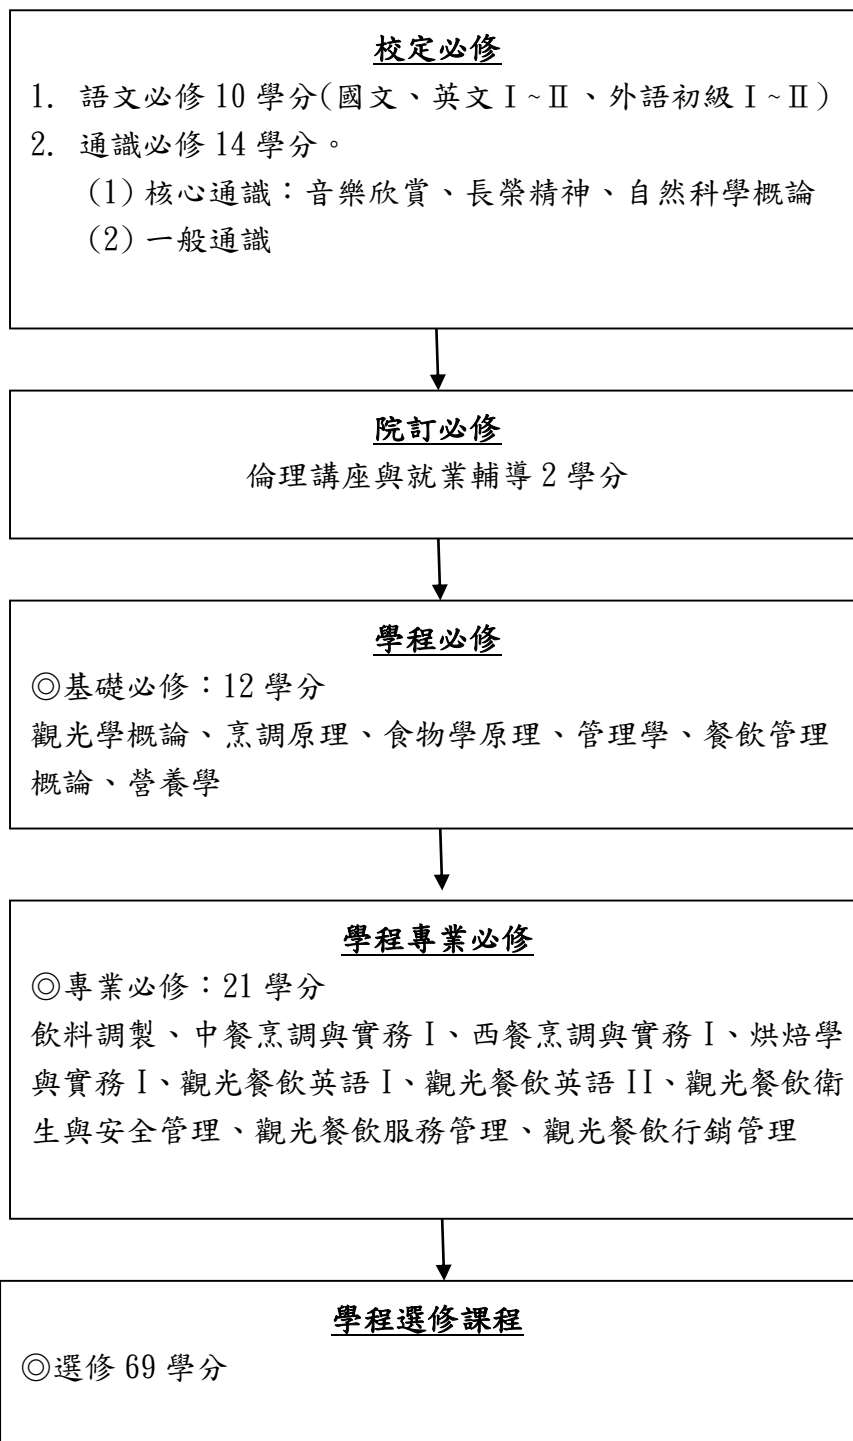 校定必修
1. 語文必修 10 學分(國文、英文Ⅰ~Ⅱ、外語初級Ⅰ~Ⅱ)
2. 通識必修 14 學分。
(1)核心通識：音樂欣賞、長榮精神、自然科學概論
(2)一般通識
院訂必修
倫理講座與就業輔導 2 學分
學程必修
◎基礎必修：12 學分
觀光學概論、烹調原理、食物學原理、管理學、餐飲管理
概論、營養學
學程專業必修
◎專業必修：21 學分
飲料調製、中餐烹調與實務 I、西餐烹調與實務 I、烘焙學
與實務 I、觀光餐飲英語 I、觀光餐飲英語 II、觀光餐飲衛
生與安全管理、觀光餐飲服務管理、觀光餐飲行銷管理
學程選修課程
◎選修 69 學分